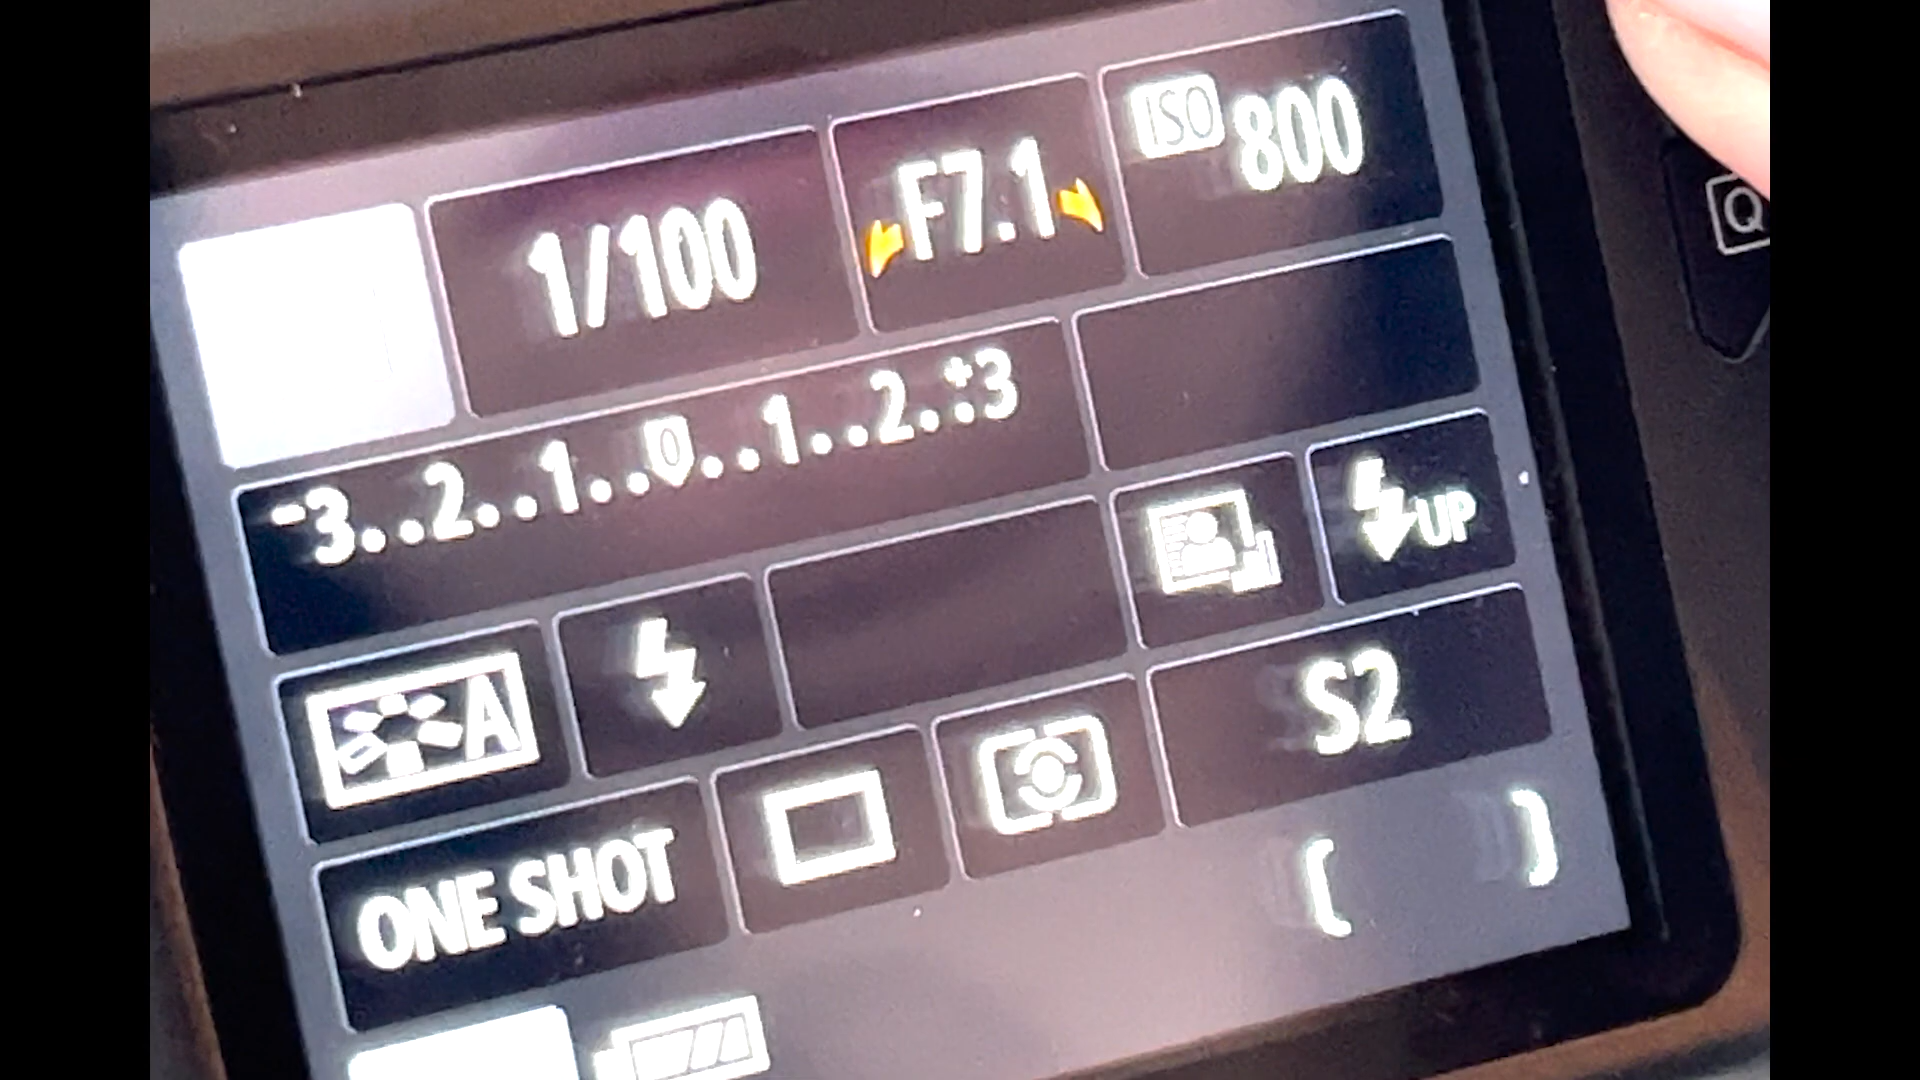 1/100 F7.1 ISO 800
Q
-3..2..1..0..1..2..+3
UP
A
S2
ONE SHOT
[ ]